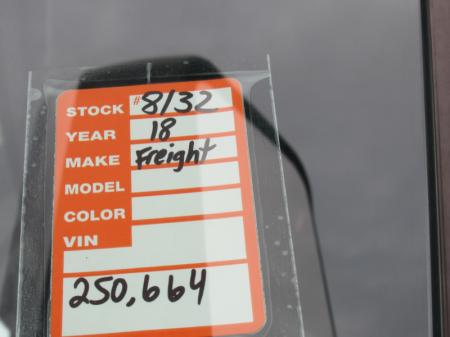 STOCK #8132
YEAR 18
MAKE Freight
MODEL
COLOR
VIN
250,664